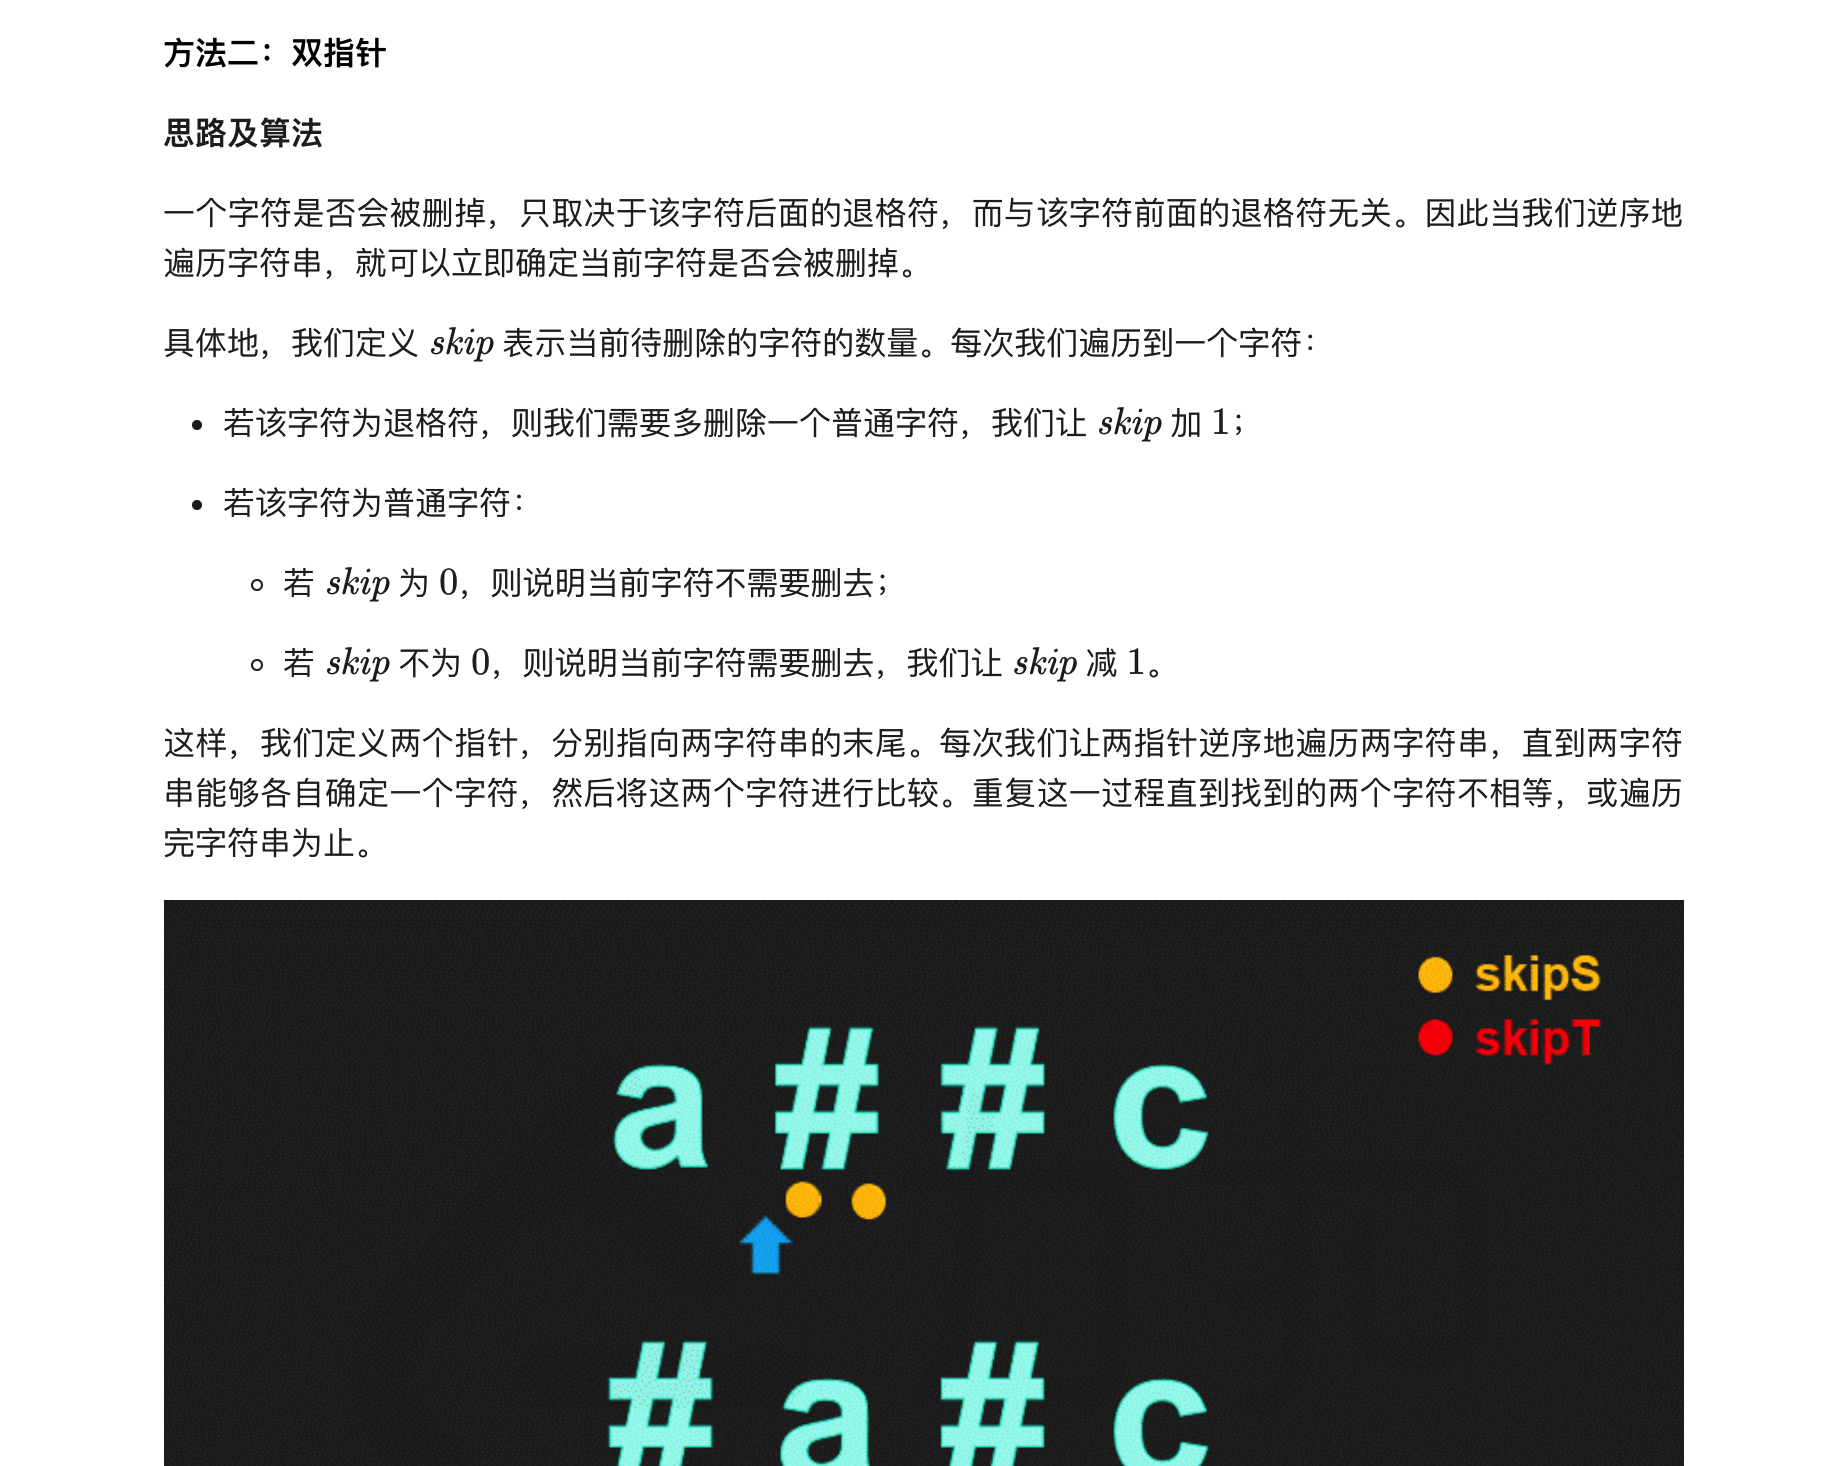 方法二：双指针
思路及算法
一个字符是否会被删掉，只取决于该字符后面的退格符，而与该字符前面的退格符无关。因此当我们逆序地
遍历字符串，就可以立即确定当前字符是否会被删掉。
具体地，我们定义 skip 表示当前待删除的字符的数量。每次我们遍历到一个字符：
若该字符为退格符，则我们需要多删除一个普通字符，我们让 skip 加 1；
若该字符为普通字符：
若 skip 为 0，则说明当前字符不需要删去；
若 skip 不为 0，则说明当前字符需要删去，我们让 skip 减 1。
这样，我们定义两个指针，分别指向两字符串的末尾。每次我们让两指针逆序地遍历两字符串，直到两字符
串能够各自确定一个字符，然后将这两个字符进行比较。重复这一过程直到找到的两个字符不相等，或遍历
完字符串为止。
skipS
skipT
a # # c
# a # c